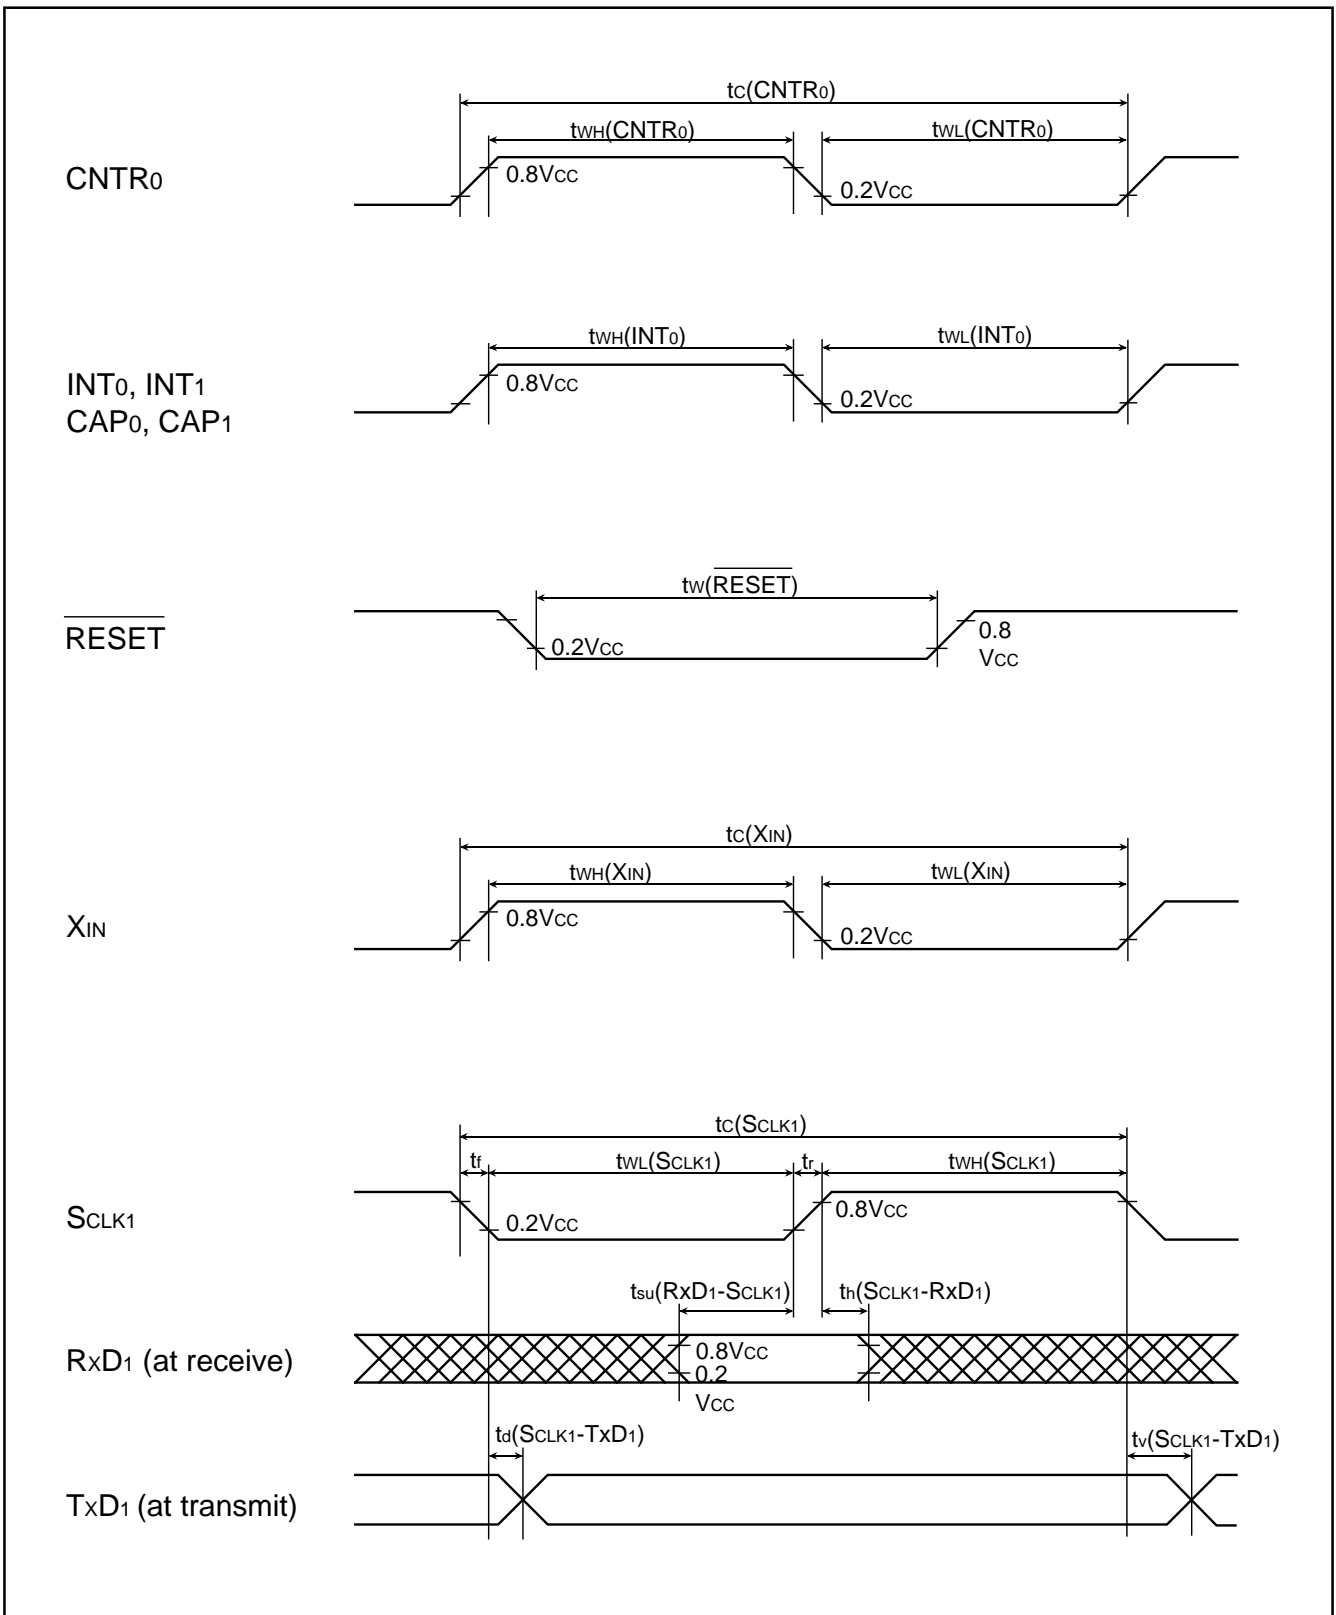 tC(CNTR0)
tWH(CNTR0)
tWL(CNTR0)
CNTR0
0.8VCC
0.2VCC
tWH(INT0)
tWL(INT0)
INT0, INT1
CAP0, CAP1
0.8VCC
0.2VCC
tW(RESET)
RESET
0.2VCC
0.8
VCC
tC(XIN)
tWH(XIN)
tWL(XIN)
XIN
0.8VCC
0.2VCC
tC(SCLK1)
tf
tWL(SCLK1)
tr
tWH(SCLK1)
SCLK1
0.2VCC
0.8VCC
tsu(RxD1-SCLK1)
th(SCLK1-RxD1)
RXD1 (at receive)
0.8VCC
0.2
VCC
td(SCLK1-TxD1)
tv(SCLK1-TxD1)
TXD1 (at transmit)